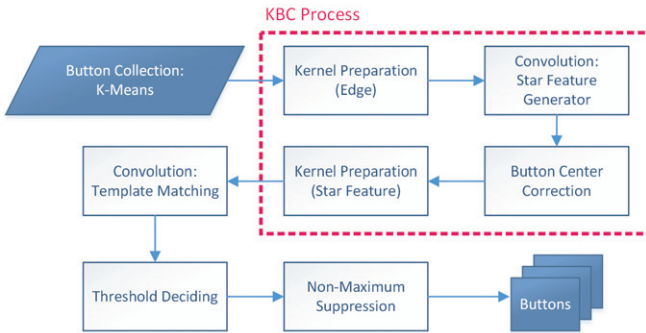 KBC Process
Button Collection:
K-Means
Kernel Preparation
(Edge)
Convolution:
Star Feature
Generator
Convolution:
Template Matching
Kernel Preparation
(Star Feature)
Button Center
Correction
Threshold Deciding
Non-Maximum
Suppression
Buttons